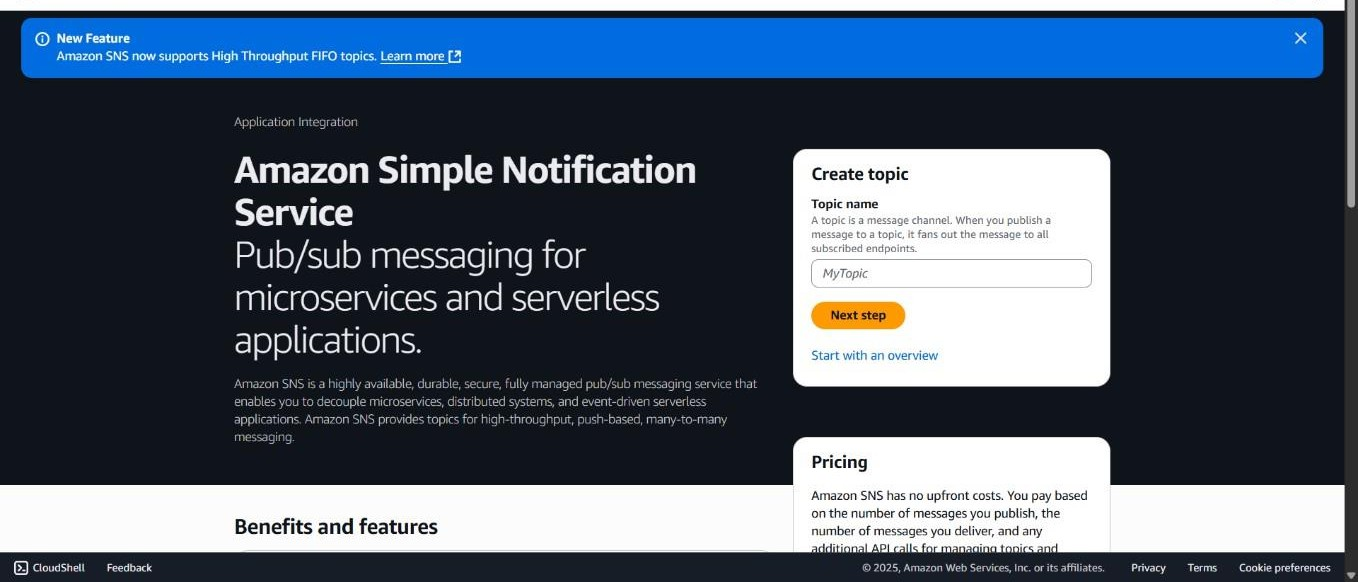 New Feature
Amazon SNS now supports High Throughput FIFO topics. Learn more
Application Integration
Amazon Simple Notification
Service
Pub/sub messaging for
microservices and serverless
applications.
Amazon SNS is a highly available, durable, secure, fully managed pub/sub messaging service that
enables you to decouple microservices, distributed systems, and event-driven serverless
applications. Amazon SNS provides topics for high-throughput, push-based, many-to-many
messaging.
Create topic
Topic name
A topic is a message channel. When you publish a
message to a topic, it fans out the message to all
subscribed endpoints.
MyTopic
Next step
Start with an overview
Pricing
Amazon SNS has no upfront costs. You pay based
on the number of messages you publish, the
number of messages you deliver, and any
additional API calls for managing topics and
Benefits and features
CloudShell
Feedback
© 2025, Amazon Web Services, Inc. or its affiliates.
Privacy
Terms
Cookie preferences